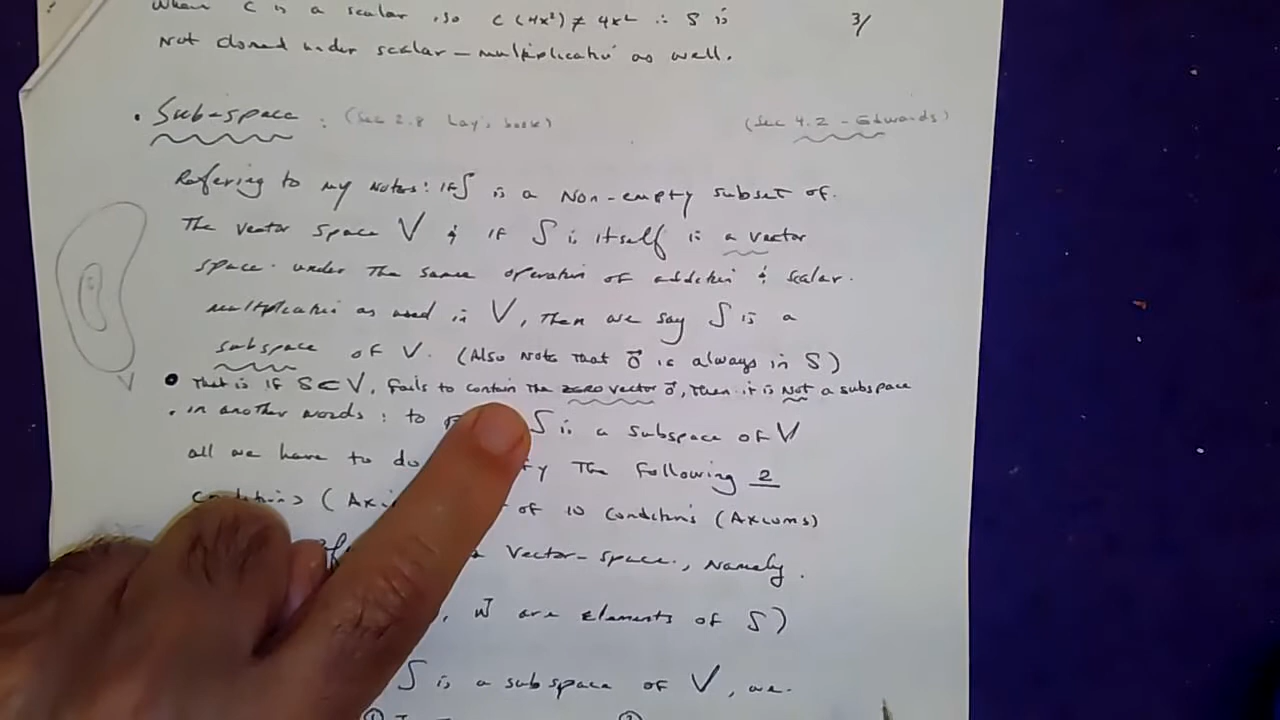 when c is a scalar, so c(4x²) ≠ 4x² ∴ S is
3/
Not closed under scalar-multiplicati as well.
• Sub-space : (Sec 2.8 Lay's book) (Sec 4.2 - Edwards)
Refering to my Notes: if S is a Non-empty subset of.
The vector space V & if S is itself is a vector
space. under the same operation of addition & scalar.
multiplication as used in V, Then we say S is a
subspace of V. (Also Note that 0⃗ is always in S)
V
• That is if S⊂V, fails to contain the ZERO vector 0⃗, Then it is Not a subspace
. in another words: to S is a subspace of V
all we have to do The Following 2
Conditions ( of 10 Conditions (Axioms)
Vector-space, Namely.
, w⃗ are elements of S)
S is a subspace of V, we.
① ②